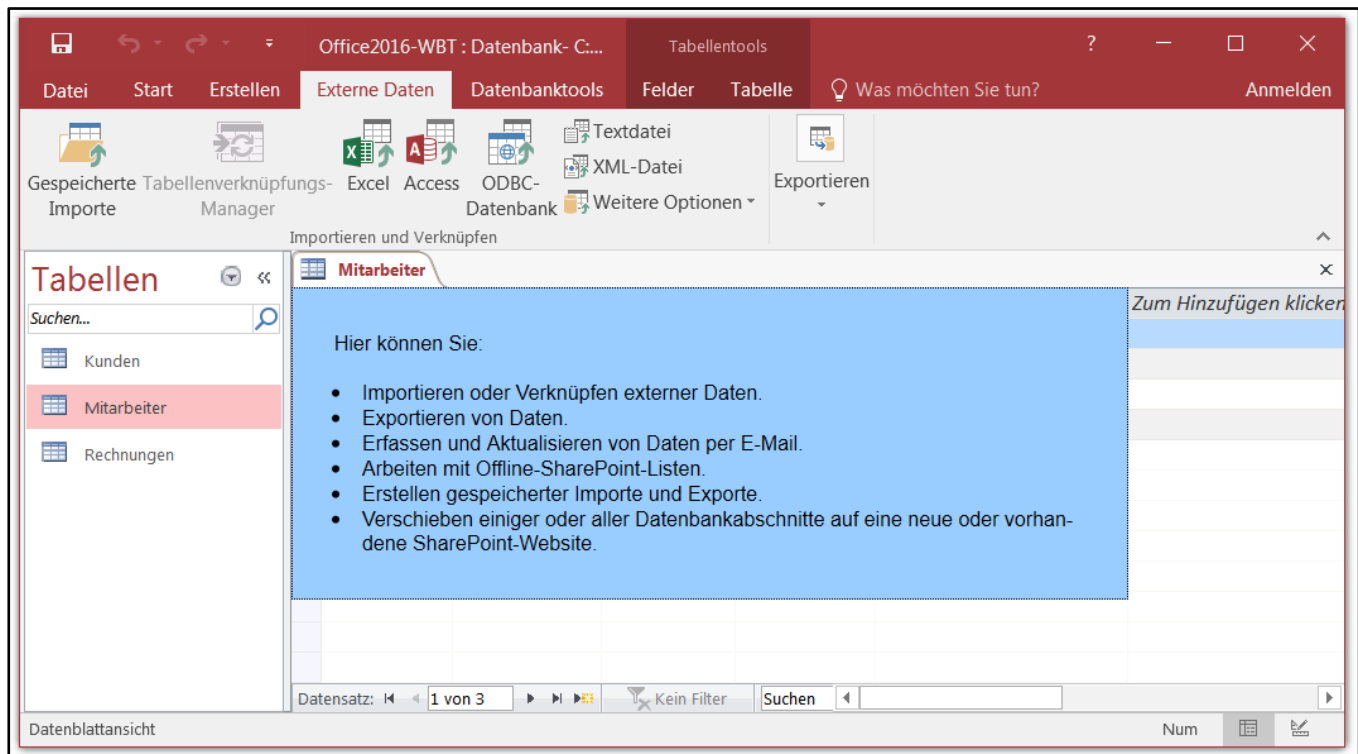 Office2016-WBT : Datenbank- C:... Tabellentools ?
Datei Start Erstellen Externe Daten Datenbanktools Felder Tabelle Was möchten Sie tun? Anmelden
Gespeicherte Importe
Tabellenverknüpfungs-Manager
Excel
Access
ODBC-
Datenbank
Textdatei
XML-Datei
Weitere Optionen
Exportieren
Importieren und Verknüpfen
Tabellen
Suchen...
Kunden
Mitarbeiter
Rechnungen
Mitarbeiter
Zum Hinzufügen klicken
Hier können Sie:
• Importieren oder Verknüpfen externer Daten.
• Exportieren von Daten.
• Erfassen und Aktualisieren von Daten per E-Mail.
• Arbeiten mit Offline-SharePoint-Listen.
• Erstellen gespeicherter Importe und Exporte.
• Verschieben einiger oder aller Datenbankabschnitte auf eine neue oder vorhan-
dene SharePoint-Website.
Datensatz: 1 von 3 Kein Filter Suchen
Datenblattansicht Num